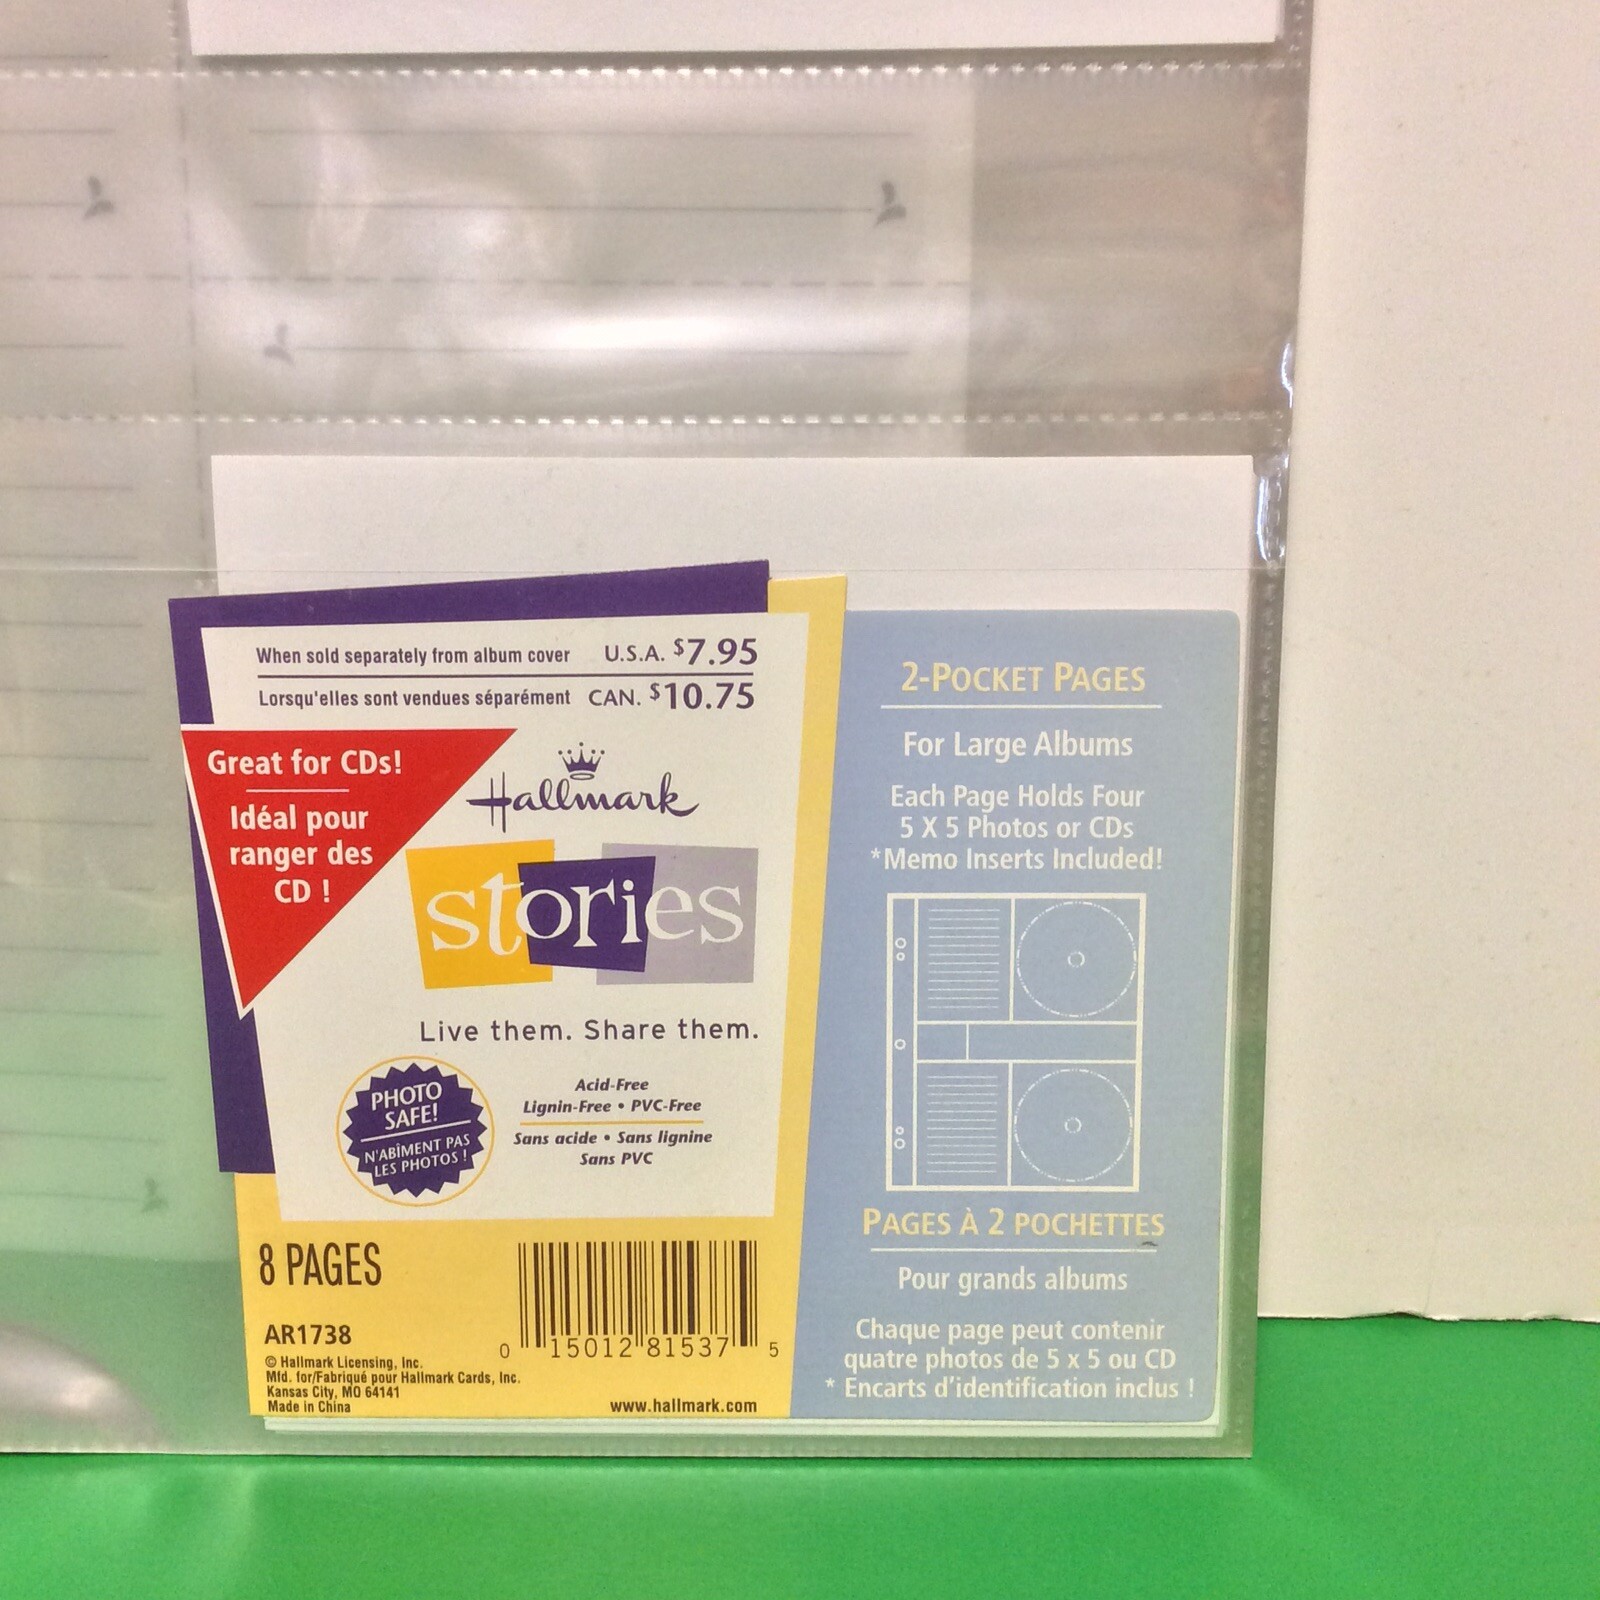 When sold separately from album cover U.S.A. $7.95
Lorsqu'elles sont vendues séparément CAN. $10.75
Great for CDs!
Idéal pour
ranger des
CD !
Hallmark
stories
Live them. Share them.
PHOTO
SAFE!
N'ABÎMENT PAS
LES PHOTOS !
Acid-Free
Lignin-Free • PVC-Free
Sans acide • Sans lignine
Sans PVC
8 PAGES
AR1738
© Hallmark Licensing, Inc.
Mfd. for/Fabriqué pour Hallmark Cards, Inc.
Kansas City, MO 64141
Made in China
0 15012 81537 5
www.hallmark.com
2-POCKET PAGES
For Large Albums
Each Page Holds Four
5 X 5 Photos or CDs
*Memo Inserts Included!
PAGES À 2 POCHETTES
Pour grands albums
Chaque page peut contenir
quatre photos de 5 x 5 ou CD
* Encarts d'identification inclus !